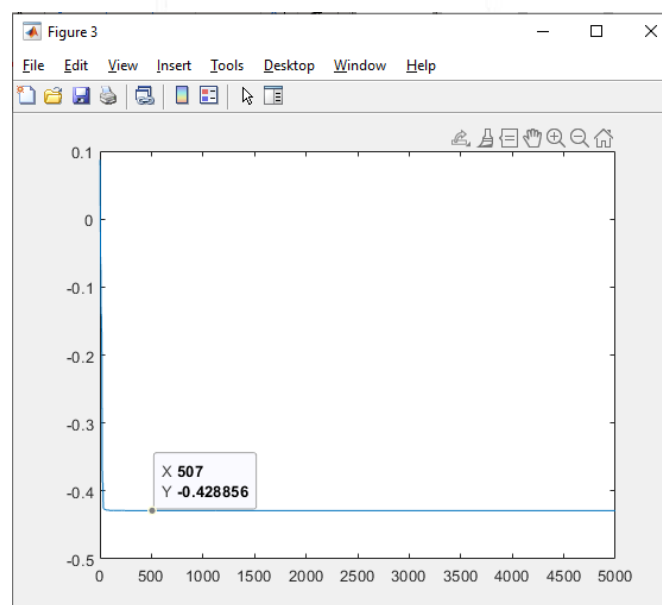 Figure 3
File Edit View Insert Tools Desktop Window Help
0.1
0
-0.1
-0.2
-0.3
-0.4
-0.5
X 507
Y -0.428856
0 500 1000 1500 2000 2500 3000 3500 4000 4500 5000